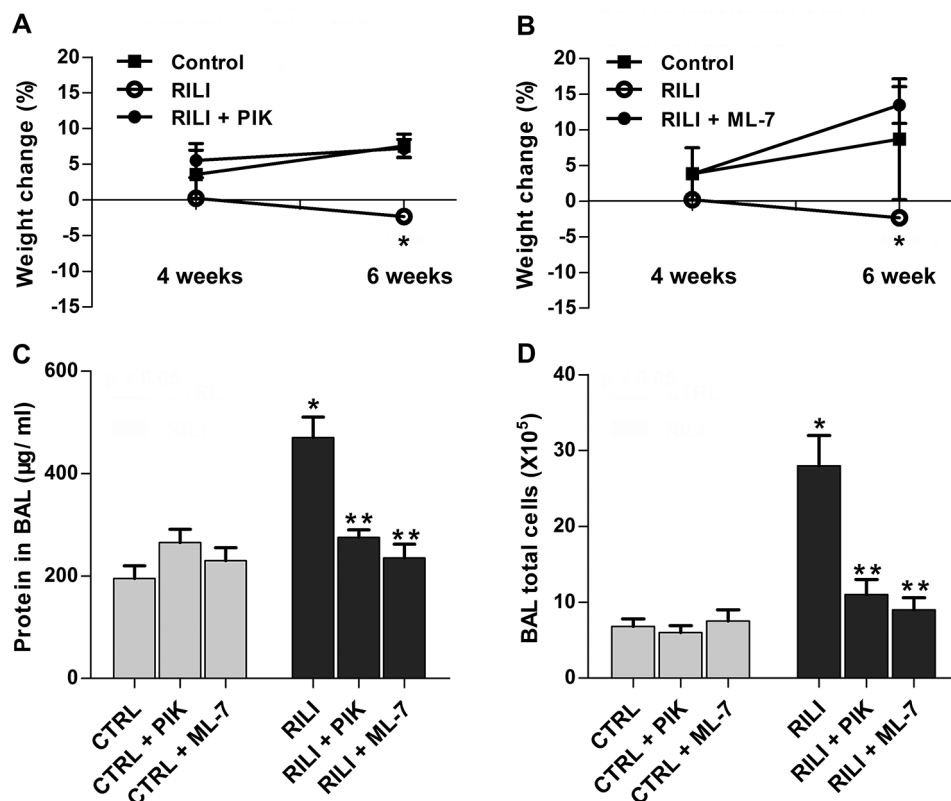 A
20
15
10
5
0
-5
-10
-15
Weight change (%)
Control
RILI
RILI + PIK
*
4 weeks
6 weeks
B
20
15
10
5
0
-5
-10
-15
Weight change (%)
Control
RILI
RILI + ML-7
*
4 weeks
6 week
C
600
400
200
0
Protein in BAL (µg/ ml)
*
**
**
CTRL
CTRL + PIK
CTRL + ML-7
RILI
RILI + PIK
RILI + ML-7
D
40
30
20
10
0
BAL total cells (X10⁵)
*
**
**
CTRL
CTRL + PIK
CTRL + ML-7
RILI
RILI + PIK
RILI + ML-7